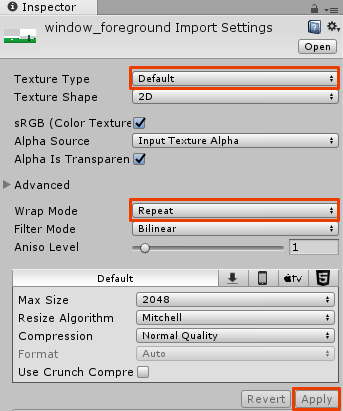 Inspector
window_foreground Import Settings
Open
Texture Type Default
Texture Shape 2D
sRGB (Color Texture
Alpha Source Input Texture Alpha
Alpha Is Transparen
Advanced
Wrap Mode Repeat
Filter Mode Bilinear
Aniso Level 1
Default tv
Max Size 2048
Resize Algorithm Mitchell
Compression Normal Quality
Format Auto
Use Crunch Compre
Revert Apply